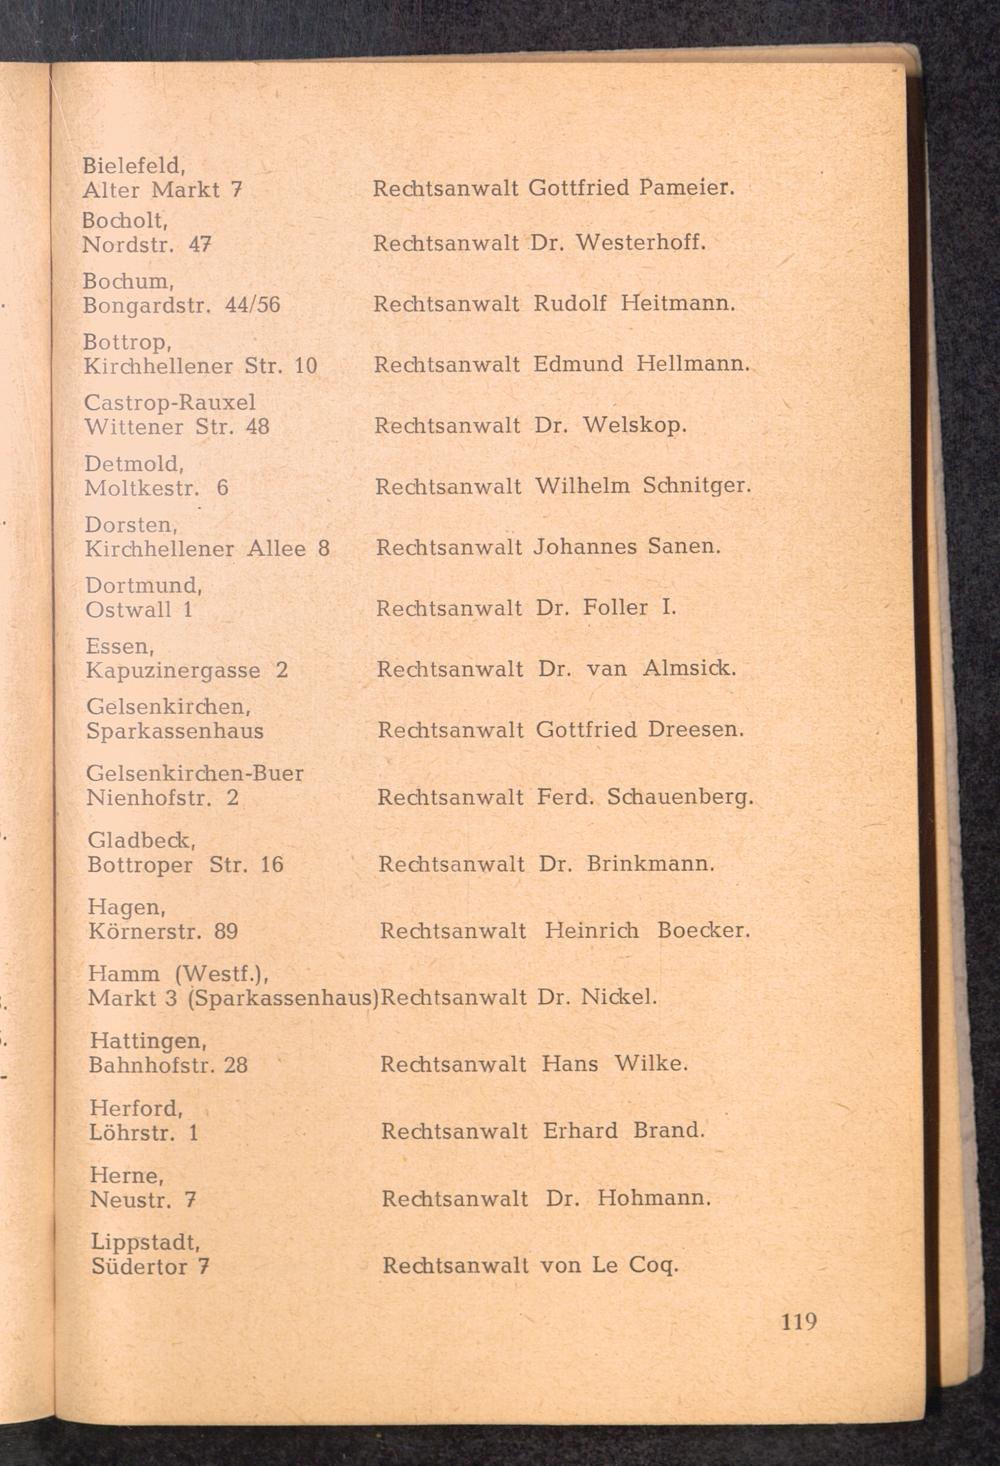 Bielefeld,
Alter Markt 7 Rechtsanwalt Gottfried Pameier.
Bocholt,
Nordstr. 47 Rechtsanwalt Dr. Westerhoff.
Bochum,
Bongardstr. 44/56 Rechtsanwalt Rudolf Heitmann.
Bottrop,
Kirchhellener Str. 10 Rechtsanwalt Edmund Hellmann.
Castrop-Rauxel
Wittener Str. 48 Rechtsanwalt Dr. Welskop.
Detmold,
Moltkestr. 6 Rechtsanwalt Wilhelm Schnitger.
Dorsten,
Kirchhellener Allee 8 Rechtsanwalt Johannes Sanen.
Dortmund,
Ostwall 1 Rechtsanwalt Dr. Foller I.
Essen,
Kapuzinergasse 2 Rechtsanwalt Dr. van Almsick.
Gelsenkirchen,
Sparkassenhaus Rechtsanwalt Gottfried Dreesen.
Gelsenkirchen-Buer
Nienhofstr. 2 Rechtsanwalt Ferd. Schauenberg.
Gladbeck,
Bottroper Str. 16 Rechtsanwalt Dr. Brinkmann.
Hagen,
Körnerstr. 89 Rechtsanwalt Heinrich Boecker.
Hamm (Westf.),
Markt 3 (Sparkassenhaus)Rechtsanwalt Dr. Nickel.
Hattingen,
Bahnhofstr. 28 Rechtsanwalt Hans Wilke.
Herford,
Löhrstr. 1 Rechtsanwalt Erhard Brand.
Herne,
Neustr. 7 Rechtsanwalt Dr. Hohmann.
Lippstadt,
Südertor 7 Rechtsanwalt von Le Coq.
119